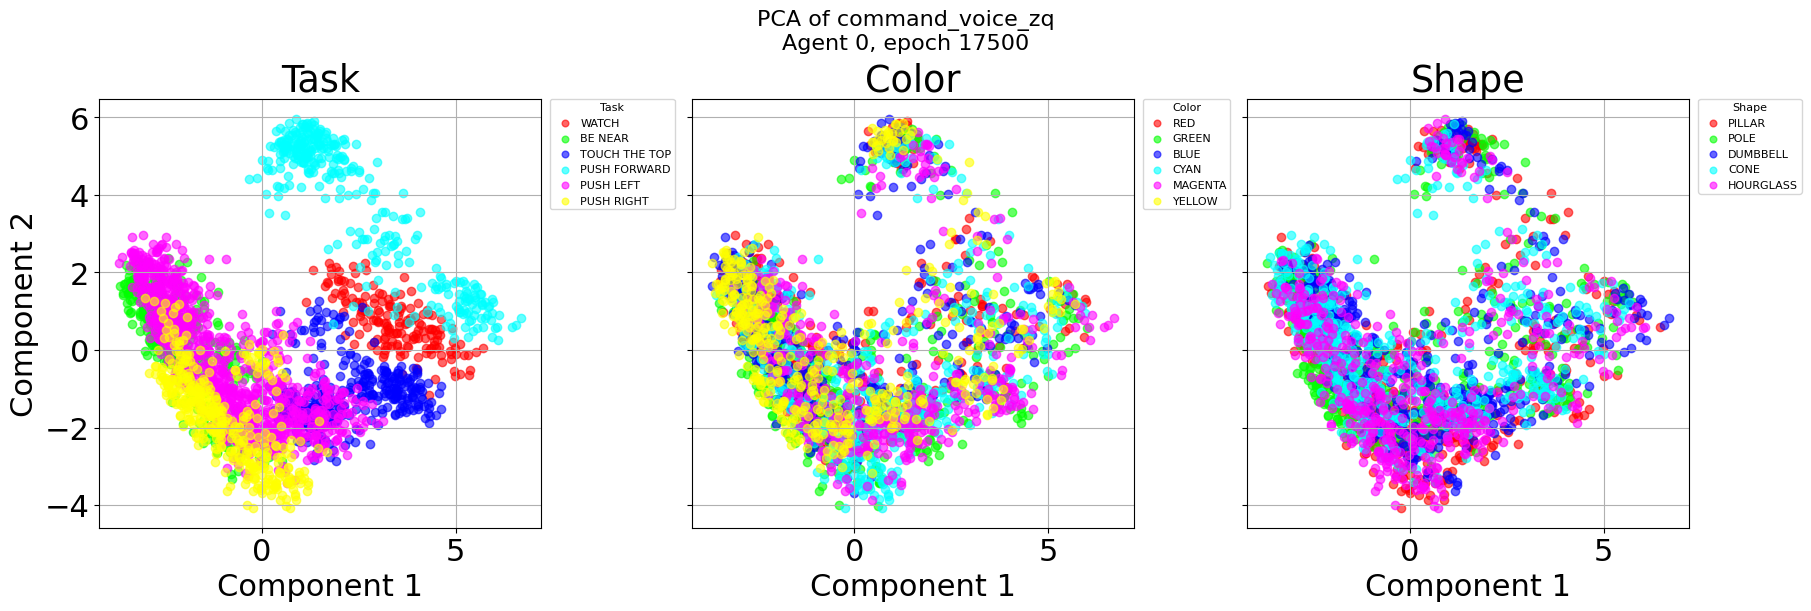 PCA of command_voice_zq
Agent 0, epoch 17500
Task
Color
Shape
Component 2
6
4
2
0
−2
−4
0
5
Component 1
Task
WATCH
BE NEAR
TOUCH THE TOP
PUSH FORWARD
PUSH LEFT
PUSH RIGHT
0
5
Component 1
Color
RED
GREEN
BLUE
CYAN
MAGENTA
YELLOW
0
5
Component 1
Shape
PILLAR
POLE
DUMBBELL
CONE
HOURGLASS